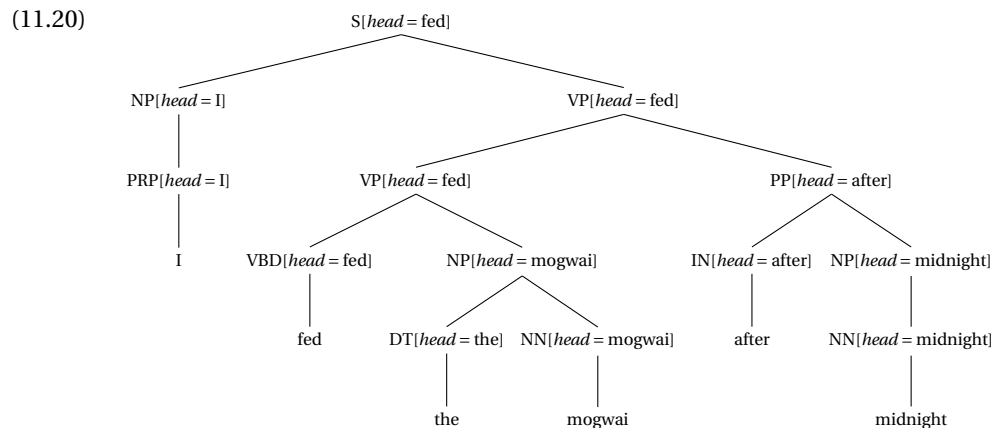 (11.20)
S[head = fed]
NP[head = I] VP[head = fed]
PRP[head = I] VP[head = fed] PP[head = after]
I VBD[head = fed] NP[head = mogwai] IN[head = after] NP[head = midnight]
fed DT[head = the] NN[head = mogwai] after NN[head = midnight]
the mogwai midnight